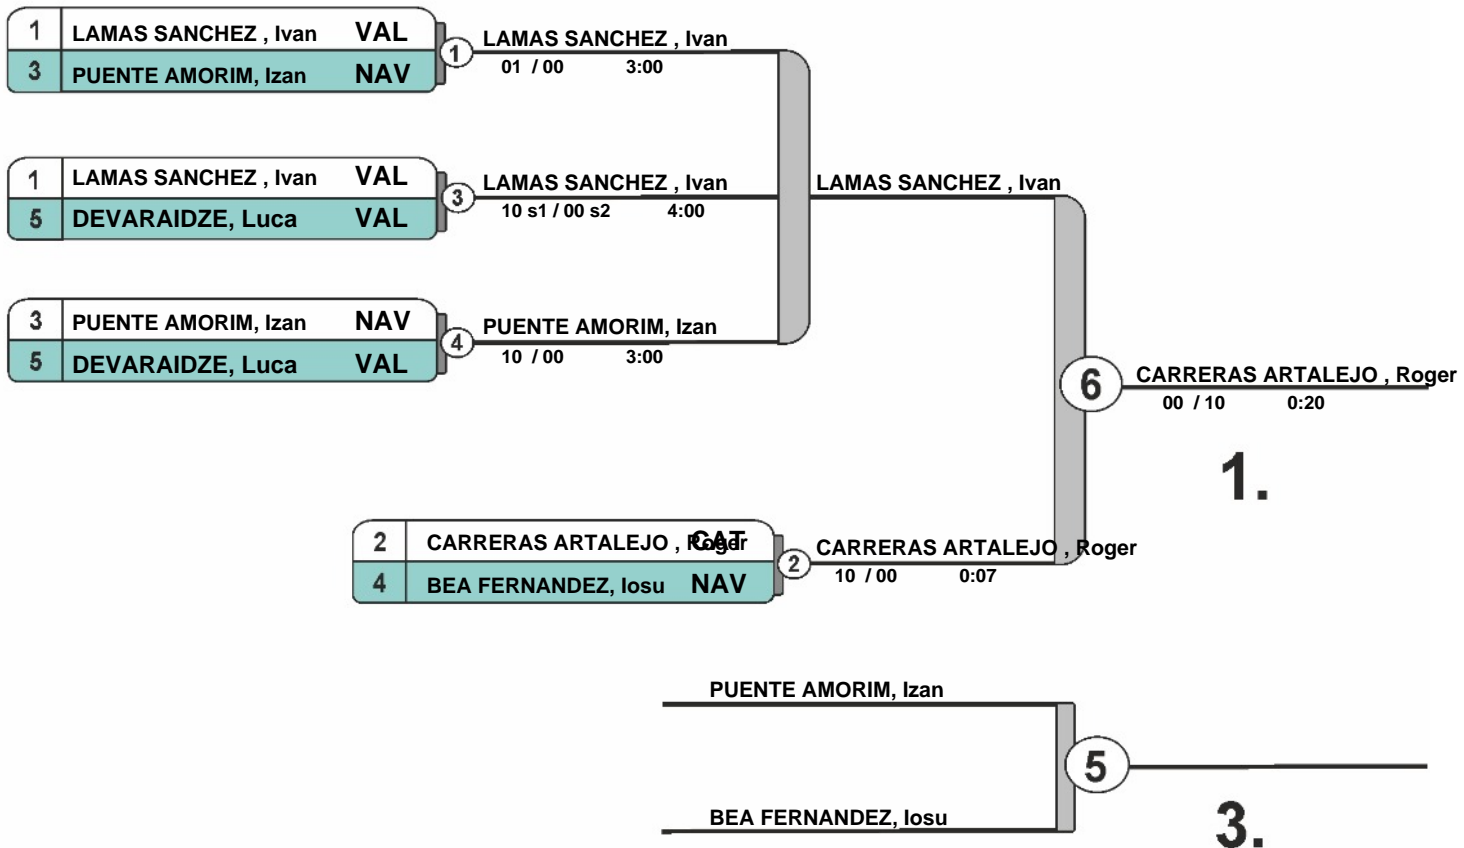 1 LAMAS SANCHEZ , Ivan VAL
3 PUENTE AMORIM, Izan NAV
1 LAMAS SANCHEZ , Ivan
01 / 00 3:00
1 LAMAS SANCHEZ , Ivan VAL
5 DEVARAIDZE, Luca VAL
3 LAMAS SANCHEZ , Ivan
10 s1 / 00 s2 4:00
LAMAS SANCHEZ , Ivan
3 PUENTE AMORIM, Izan NAV
5 DEVARAIDZE, Luca VAL
4 PUENTE AMORIM, Izan
10 / 00 3:00
6 CARRERAS ARTALEJO , Roger
00 / 10 0:20
1.
2 CARRERAS ARTALEJO , Roger CAT
4 BEA FERNANDEZ, Iosu NAV
2 CARRERAS ARTALEJO , Roger
10 / 00 0:07
PUENTE AMORIM, Izan
5
BEA FERNANDEZ, Iosu
3.